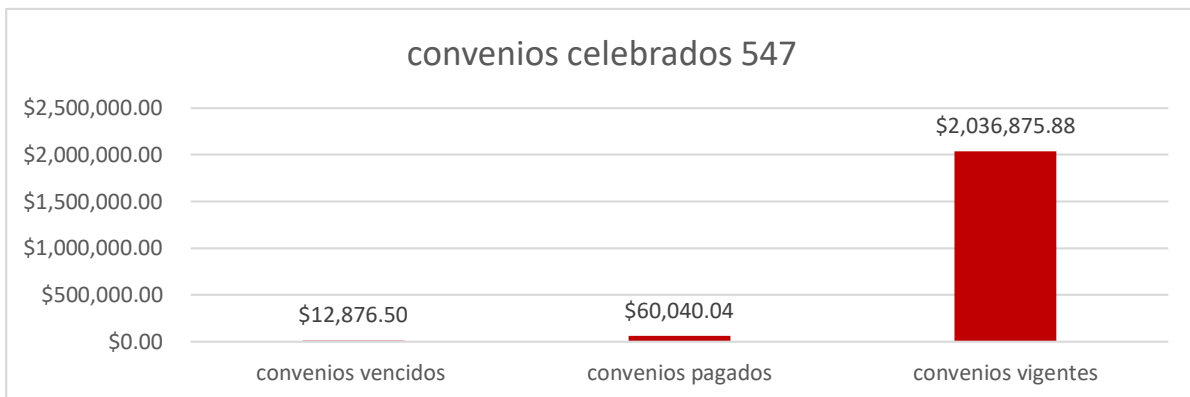 convenios celebrados 547
$2,500,000.00
$2,000,000.00
$1,500,000.00
$1,000,000.00
$500,000.00
$0.00
$12,876.50
$60,040.04
$2,036,875.88
convenios vencidos
convenios pagados
convenios vigentes